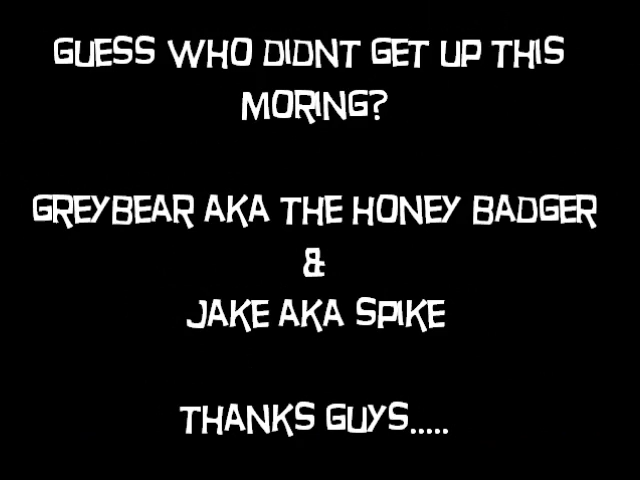 GUESS WHO DIDNT GET UP THIS
MORING?
GREYBEAR AKA THE HONEY BADGER
&
JAKE AKA SPIKE
THANKS GUYS.....